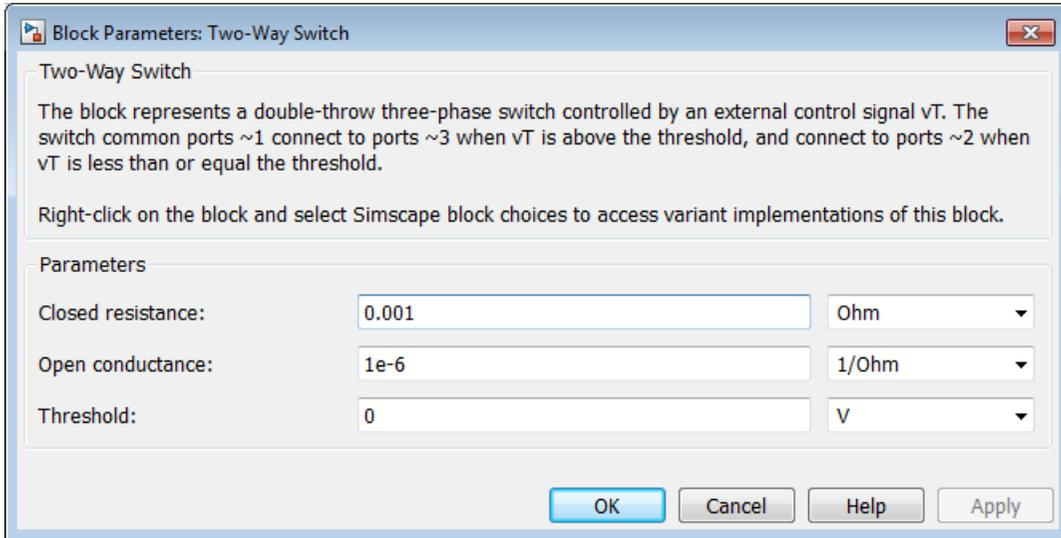 Block Parameters: Two-Way Switch
Two-Way Switch
The block represents a double-throw three-phase switch controlled by an external control signal vT. The
switch common ports ~1 connect to ports ~3 when vT is above the threshold, and connect to ports ~2 when
vT is less than or equal the threshold.
Right-click on the block and select Simscape block choices to access variant implementations of this block.
Parameters
Closed resistance: 0.001 Ohm
Open conductance: 1e-6 1/Ohm
Threshold: 0 V
OK Cancel Help Apply